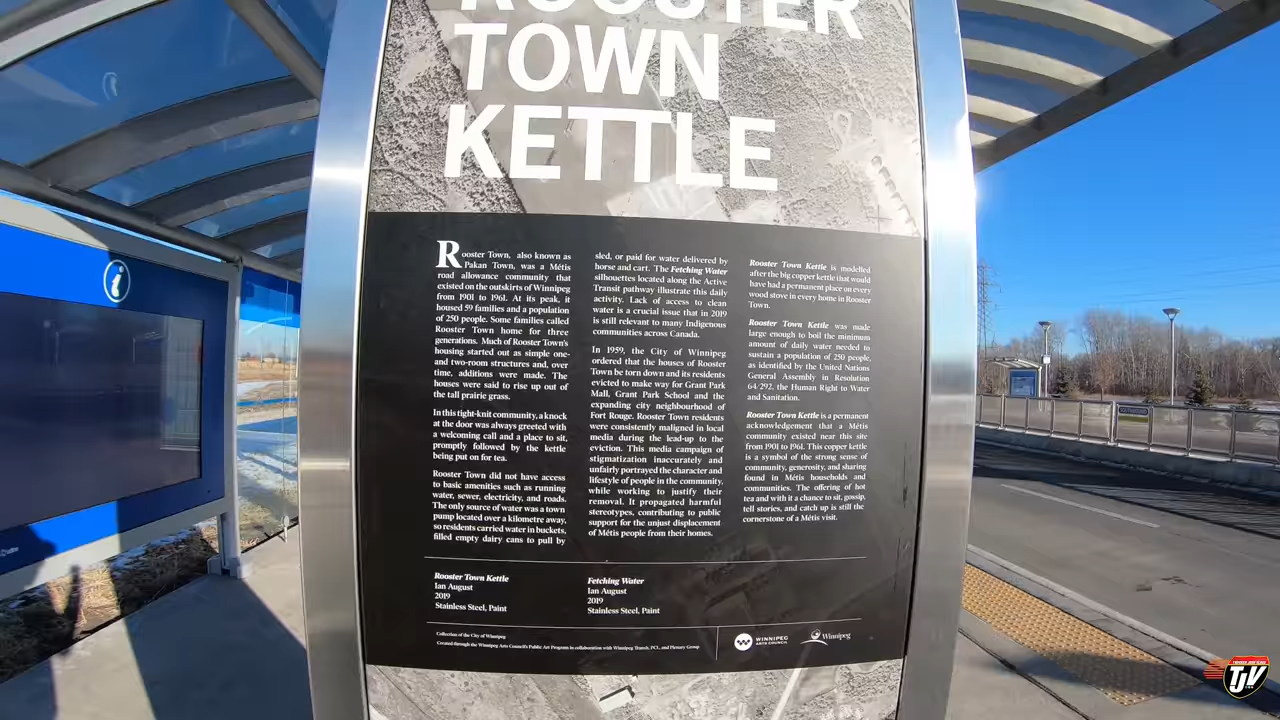 ROOSTER
TOWN
KETTLE
Rooster Town, also known as
Pakan Town, was a Métis
road allowance community that
existed on the outskirts of Winnipeg
from 1901 to 1961. At its peak, it
housed 59 families and a population
of 250 people. Some families called
Rooster Town home for three
generations. Much of Rooster Town's
housing started out as simple one-
and two-room structures and, over
time, additions were made. The
houses were said to rise up out of
the tall prairie grass.
In this tight-knit community, a knock
at the door was always greeted with
a welcoming call and a place to sit,
promptly followed by the kettle
being put on for tea.
Rooster Town did not have access
to basic amenities such as running
water, sewer, electricity, and roads.
The only source of water was a town
pump located over a kilometre away,
so residents carried water in buckets,
filled empty dairy cans to pull by
sled, or paid for water delivered by
horse and cart. The Fetching Water
silhouettes located along the Active
Transit pathway illustrate this daily
activity. Lack of access to clean
water is a crucial issue that in 2019
is still relevant to many Indigenous
communities across Canada.
In 1959, the City of Winnipeg
ordered that the houses of Rooster
Town be torn down and its residents
evicted to make way for Grant Park
Mall, Grant Park School and the
expanding city neighbourhood of
Fort Rouge. Rooster Town residents
were consistently maligned in local
media during the lead-up to the
eviction. This media campaign of
stigmatization inaccurately and
unfairly portrayed the character and
lifestyle of people in the community,
while working to justify their
removal. It propagated harmful
stereotypes, contributing to public
support for the unjust displacement
of Métis people from their homes.
Rooster Town Kettle is modelled
after the big copper kettle that would
have had a permanent place on every
wood stove in every home in Rooster
Town.
Rooster Town Kettle was made
large enough to boil the minimum
amount of daily water needed to
sustain a population of 250 people,
as identified by the United Nations
General Assembly in Resolution
64/292, the Human Right to Water
and Sanitation.
Rooster Town Kettle is a permanent
acknowledgement that a Métis
community existed near this site
from 1901 to 1961. This copper kettle
is a symbol of the strong sense of
community, generosity, and sharing
found in Métis households and
communities. The offering of hot
tea and with it a chance to sit, gossip,
tell stories, and catch up is still the
cornerstone of a Métis visit.
Rooster Town Kettle
Ian August
2019
Stainless Steel, Paint
Fetching Water
Ian August
2019
Stainless Steel, Paint
Collection of the City of Winnipeg
Created through the Winnipeg Arts Council's Public Art Program in collaboration with Winnipeg Transit, PCL, and Plenary Group
WINNIPEG
ARTS COUNCIL
Winnipeg
i
TJV